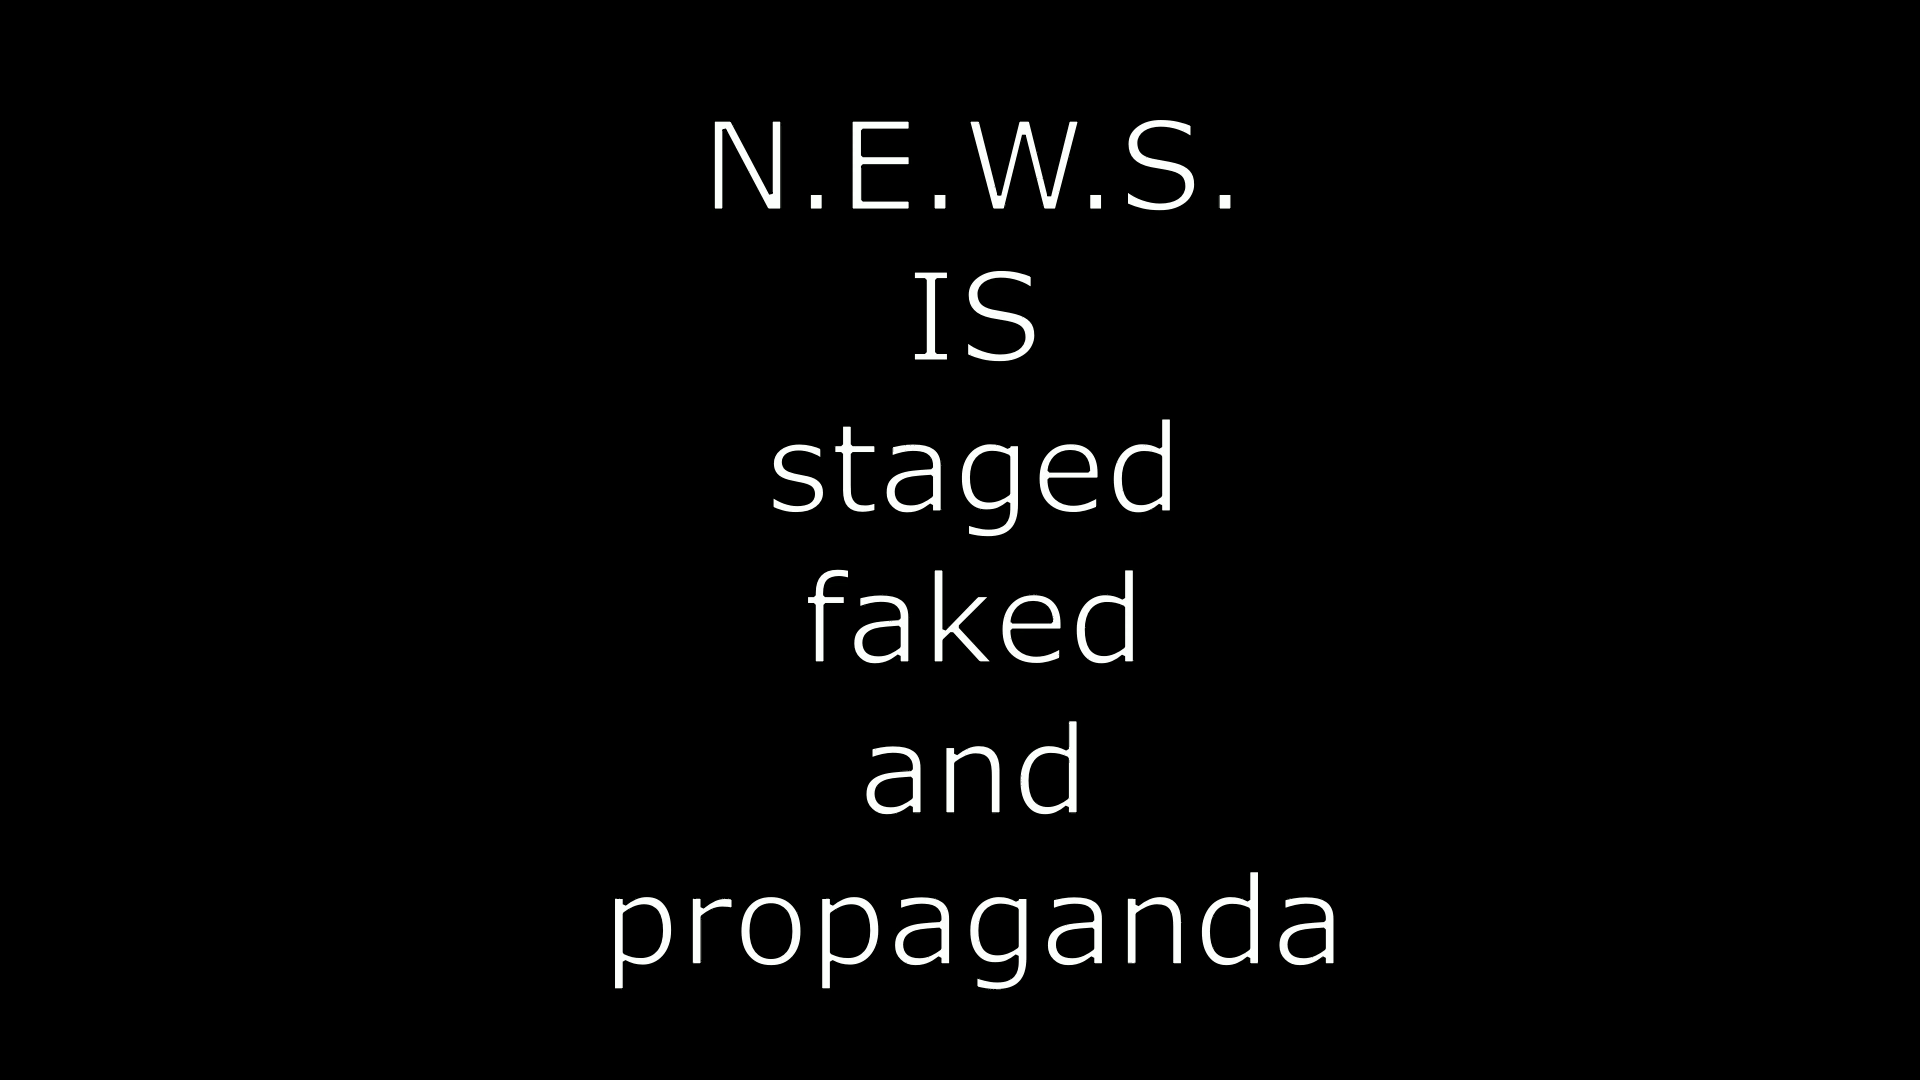 N.E.W.S.
IS
staged
faked
and
propaganda